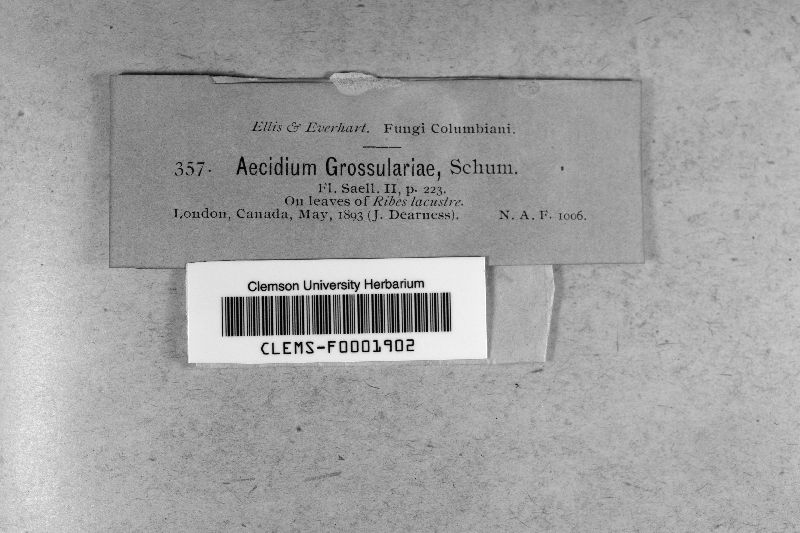 Ellis & Everhart. Fungi Columbiani.
357. Aecidium Grossulariae, Schum.
Fl. Saell. II, p. 223.
On leaves of Ribes lacustre.
London, Canada, May, 1893 (J. Dearness). N. A. F. 1006.
Clemson University Herbarium
CLEMS-F0001902